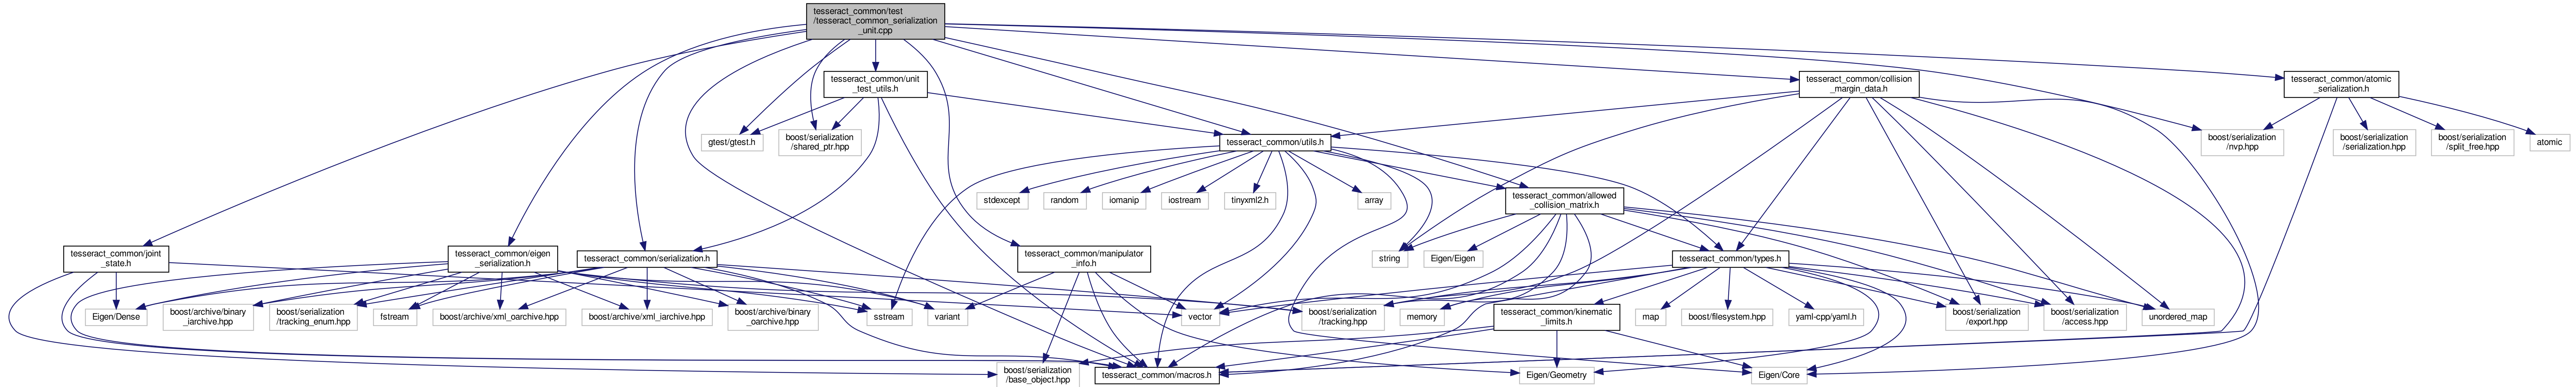 tesseract_common/test
/tesseract_common_serialization
_unit.cpp
tesseract_common/unit
_test_utils.h
tesseract_common/collision
_margin_data.h
tesseract_common/atomic
_serialization.h
gtest/gtest.h
boost/serialization
/shared_ptr.hpp
tesseract_common/utils.h
boost/serialization
/nvp.hpp
boost/serialization
/serialization.hpp
boost/serialization
/split_free.hpp
atomic
stdexcept
random
iomanip
iostream
tinyxml2.h
array
tesseract_common/allowed
_collision_matrix.h
tesseract_common/joint
_state.h
tesseract_common/eigen
_serialization.h
tesseract_common/serialization.h
tesseract_common/manipulator
_info.h
string
Eigen/Eigen
tesseract_common/types.h
Eigen/Dense
boost/archive/binary
_iarchive.hpp
boost/serialization
/tracking_enum.hpp
fstream
boost/archive/xml_oarchive.hpp
boost/archive/xml_iarchive.hpp
boost/archive/binary
_oarchive.hpp
sstream
variant
vector
boost/serialization
/tracking.hpp
memory
tesseract_common/kinematic
_limits.h
map
boost/filesystem.hpp
yaml-cpp/yaml.h
boost/serialization
/export.hpp
boost/serialization
/access.hpp
unordered_map
boost/serialization
/base_object.hpp
tesseract_common/macros.h
Eigen/Geometry
Eigen/Core